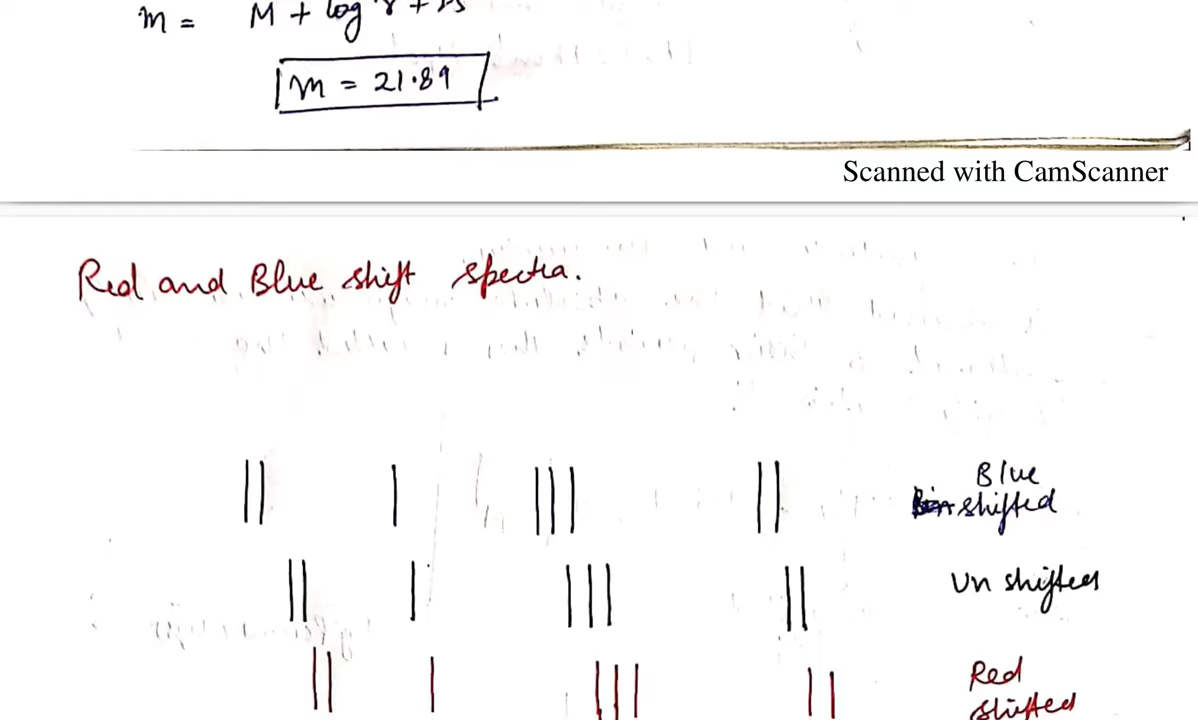 m = M + log r + 
m = 21.89
Scanned with CamScanner
Red and Blue shift spectra.
Blue
shifted
Un shifted
Red
shifted